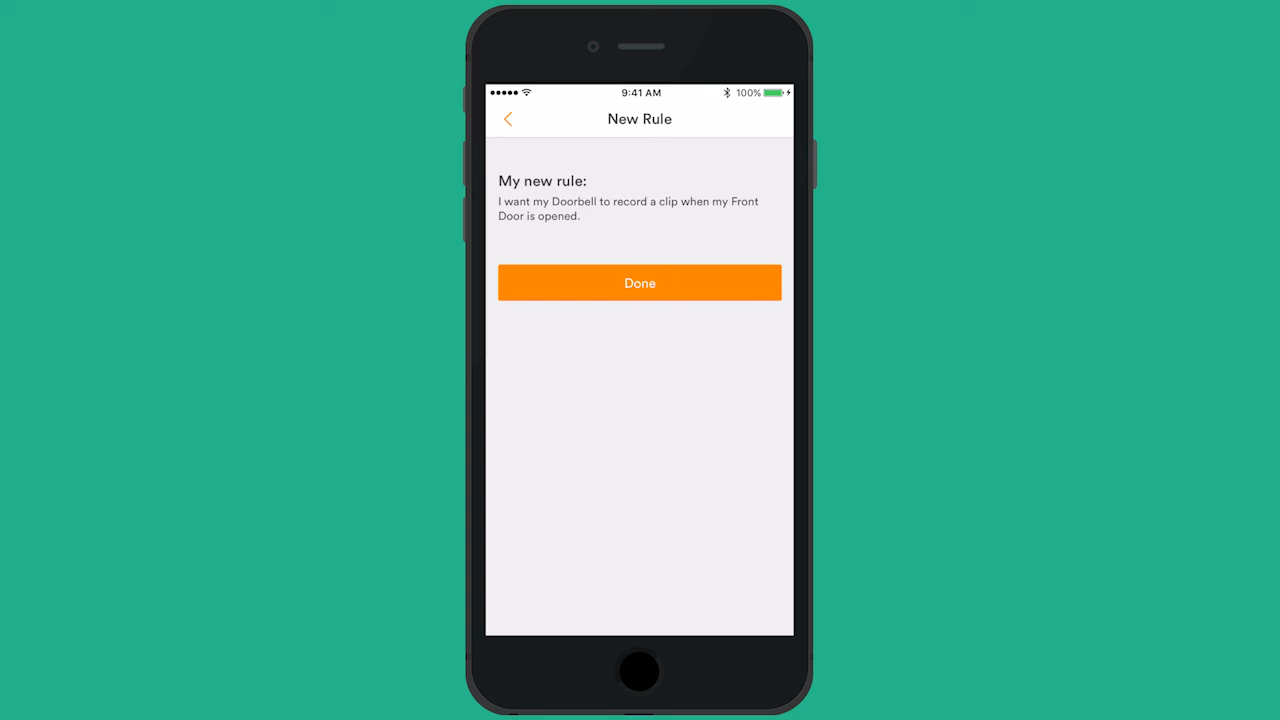 9:41 AM
100%
New Rule
My new rule:
I want my Doorbell to record a clip when my Front
Door is opened.
Done